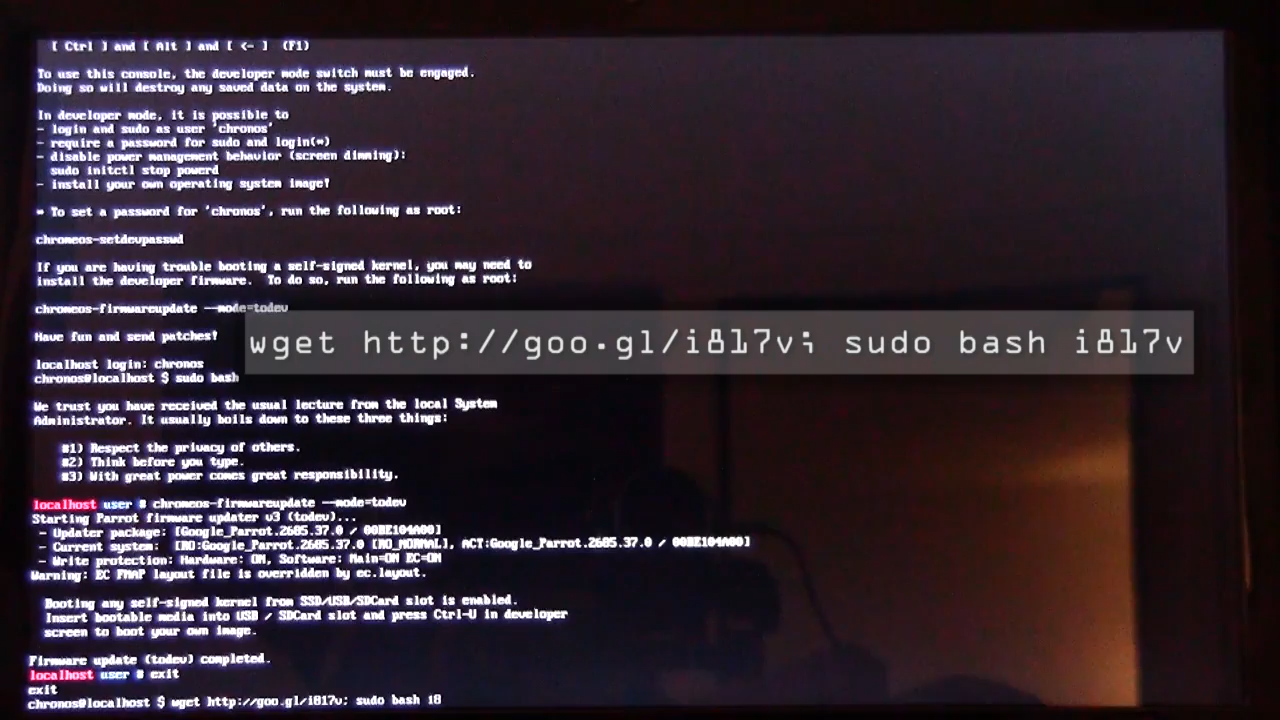 [ Ctrl ] and [ Alt ] and [ <- ]  (F1)
To use this console, the developer mode switch must be engaged.
Doing so will destroy any saved data on the system.
In developer mode, it is possible to
- login and sudo as user 'chronos'
- require a password for sudo and login(*)
- disable power management behavior (screen dimming):
sudo initctl stop powerd
- install your own operating system image!
* To set a password for 'chronos', run the following as root:
chromeos-setdevpasswd
If you are having trouble booting a self-signed kernel, you may need to
install the developer firmware.  To do so, run the following as root:
chromeos-firmwareupdate --mode=todev
Have fun and send patches!
wget http://goo.gl/i817v; sudo bash i817v
localhost login: chronos
chronos@localhost $ sudo bash
We trust you have received the usual lecture from the local System
Administrator. It usually boils down to these three things:
#1) Respect the privacy of others.
#2) Think before you type.
#3) With great power comes great responsibility.
localhost user # chromeos-firmwareupdate --mode=todev
Starting Parrot firmware updater v3 (todev)...
- Updater package: [Google_Parrot.2685.37.0 / 00BE104A00]
- Current system:  [RO:Google_Parrot.2685.37.0 [RO_NORMAL], ACT:Google_Parrot.2685.37.0 / 00BE104A00]
- Write protection: Hardware: ON, Software: Main=ON EC=ON
Warning: EC FMAP layout file is overridden by ec.layout.
Booting any self-signed kernel from SSD/USB/SDCard slot is enabled.
Insert bootable media into USB / SDCard slot and press Ctrl-U in developer
screen to boot your own image.
Firmware update (todev) completed.
localhost user # exit
exit
chronos@localhost $ wget http://goo.gl/i817v; sudo bash i8